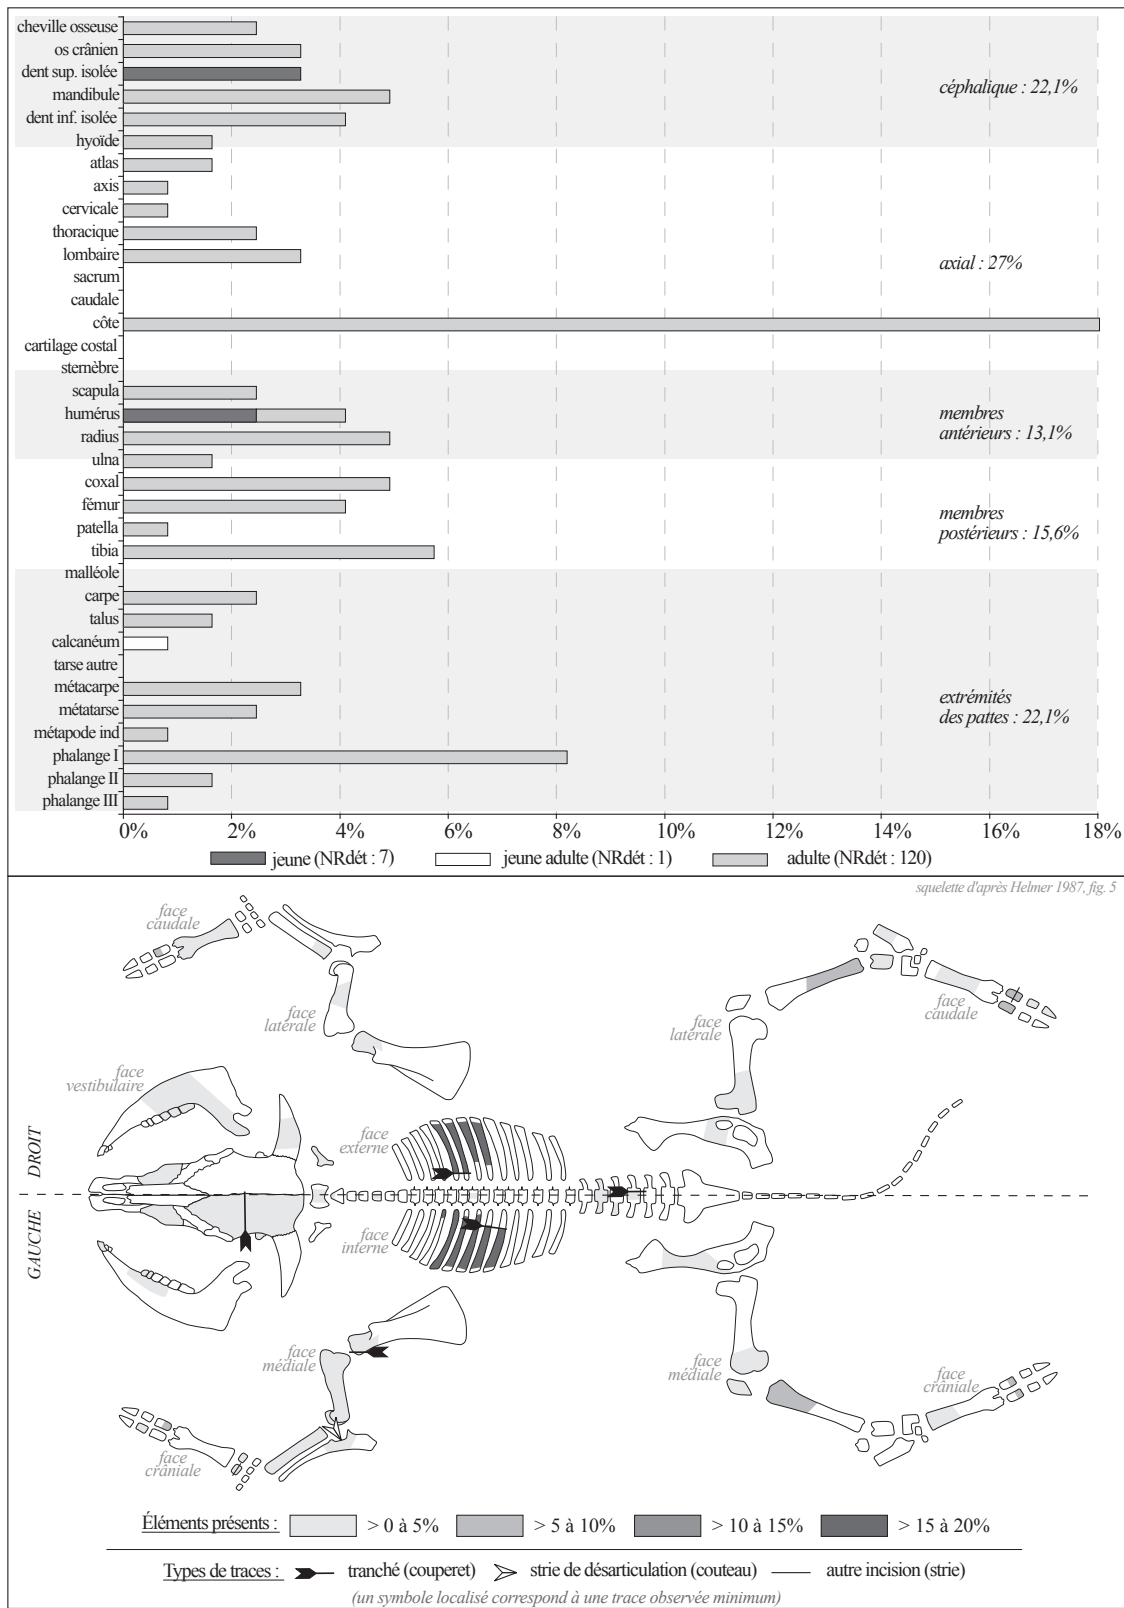 cheville osseuse
os crânien
dent sup. isolée
mandibule
dent inf. isolée
hyoïde
atlas
axis
cervicale
thoracique
lombaire
sacrum
caudale
côte
cartilage costal
sternèbre
scapula
humérus
radius
ulna
coxal
fémur
patella
tibia
malléole
carpe
talus
calcanéum
tarse autre
métacarpe
métatarse
métapode ind
phalange I
phalange II
phalange III
céphalique : 22,1%
axial : 27%
membres
antérieurs : 13,1%
membres
postérieurs : 15,6%
extrémités
des pattes : 22,1%
0% 2% 4% 6% 8% 10% 12% 14% 16% 18%
jeune (NRdét : 7) jeune adulte (NRdét : 1) adulte (NRdét : 120)
squelette d'après Helmer 1987, fig. 5
face
caudale
face
latérale
face
vestibulaire
face
latérale
face
caudale
face
externe
DROIT
GAUCHE
face
interne
face
médiale
face
crâniale
face
médiale
face
crâniale
Éléments présents : > 0 à 5% > 5 à 10% > 10 à 15% > 15 à 20%
Types de traces : tranché (couperet) strie de désarticulation (couteau) autre incision (strie)
(un symbole localisé correspond à une trace observée minimum)